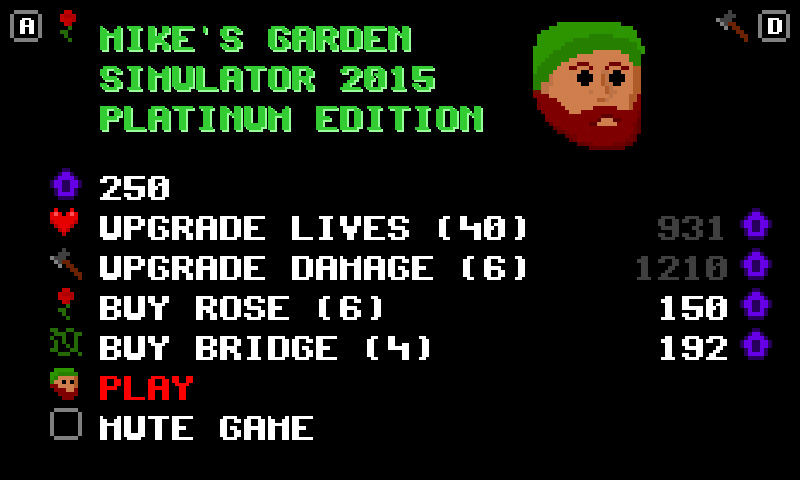 A
D
MIKE'S GARDEN
SIMULATOR 2015
PLATINUM EDITION
250
UPGRADE LIVES (40) 931
UPGRADE DAMAGE (6) 1210
BUY ROSE (6) 150
BUY BRIDGE (4) 192
PLAY
MUTE GAME